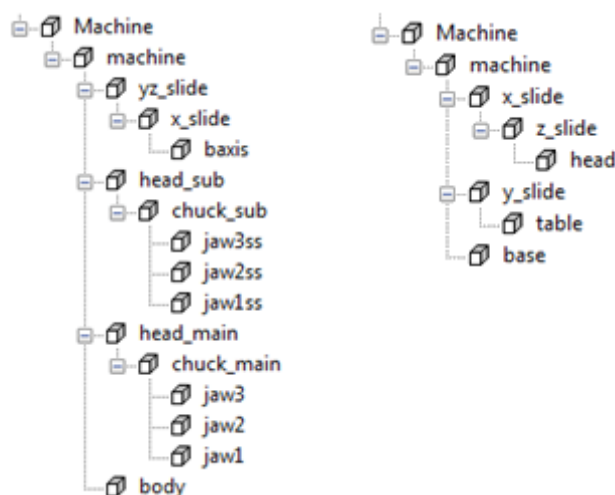 Machine
machine
yz_slide
x_slide
baxis
head_sub
chuck_sub
jaw3ss
jaw2ss
jaw1ss
head_main
chuck_main
jaw3
jaw2
jaw1
body
Machine
machine
x_slide
z_slide
head
y_slide
table
base